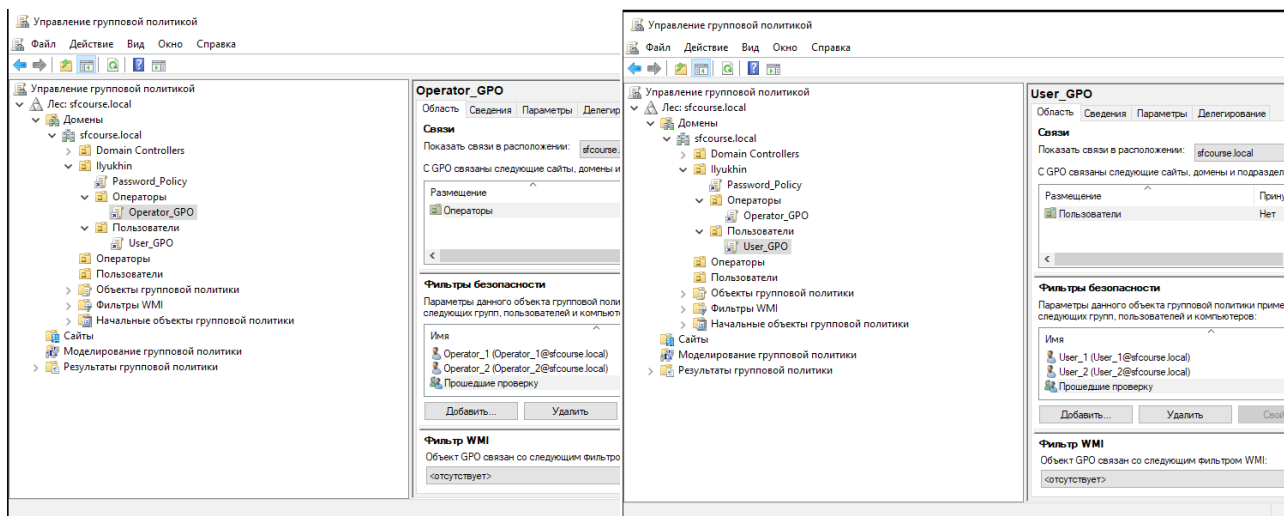 Управление групповой политикой
Файл Действие Вид Окно Справка
Управление групповой политикой
Лес: sfcourse.local
Домены
sfcourse.local
Domain Controllers
Ilyukhin
Password_Policy
Операторы
Operator_GPO
Пользователи
User_GPO
Операторы
Пользователи
Объекты групповой политики
Фильтры WMI
Начальные объекты групповой политики
Сайты
Моделирование групповой политики
Результаты групповой политики
Operator_GPO
Область Сведения Параметры Делегир
Связи
Показать связи в расположении: sfcourse.
С GPO связаны следующие сайты, домены и
Размещение
Операторы
Фильтры безопасности
Параметры данного объекта групповой поли
следующих групп, пользователей и компьют
Имя
Operator_1 (Operator_1@sfcourse.local)
Operator_2 (Operator_2@sfcourse.local)
Прошедшие проверку
Добавить... Удалить
Фильтр WMI
Объект GPO связан со следующим фильтро
<отсутствует>
Управление групповой политикой
Файл Действие Вид Окно Справка
Управление групповой политикой
Лес: sfcourse.local
Домены
sfcourse.local
Domain Controllers
Ilyukhin
Password_Policy
Операторы
Operator_GPO
Пользователи
User_GPO
Операторы
Пользователи
Объекты групповой политики
Фильтры WMI
Начальные объекты групповой политики
Сайты
Моделирование групповой политики
Результаты групповой политики
User_GPO
Область Сведения Параметры Делегирование
Связи
Показать связи в расположении: sfcourse.local
С GPO связаны следующие сайты, домены и подраздел
Размещение Прину
Пользователи Нет
Фильтры безопасности
Параметры данного объекта групповой политики приме
следующих групп, пользователей и компьютеров:
Имя
User_1 (User_1@sfcourse.local)
User_2 (User_2@sfcourse.local)
Прошедшие проверку
Добавить... Удалить Свой
Фильтр WMI
Объект GPO связан со следующим фильтром WMI:
<отсутствует>